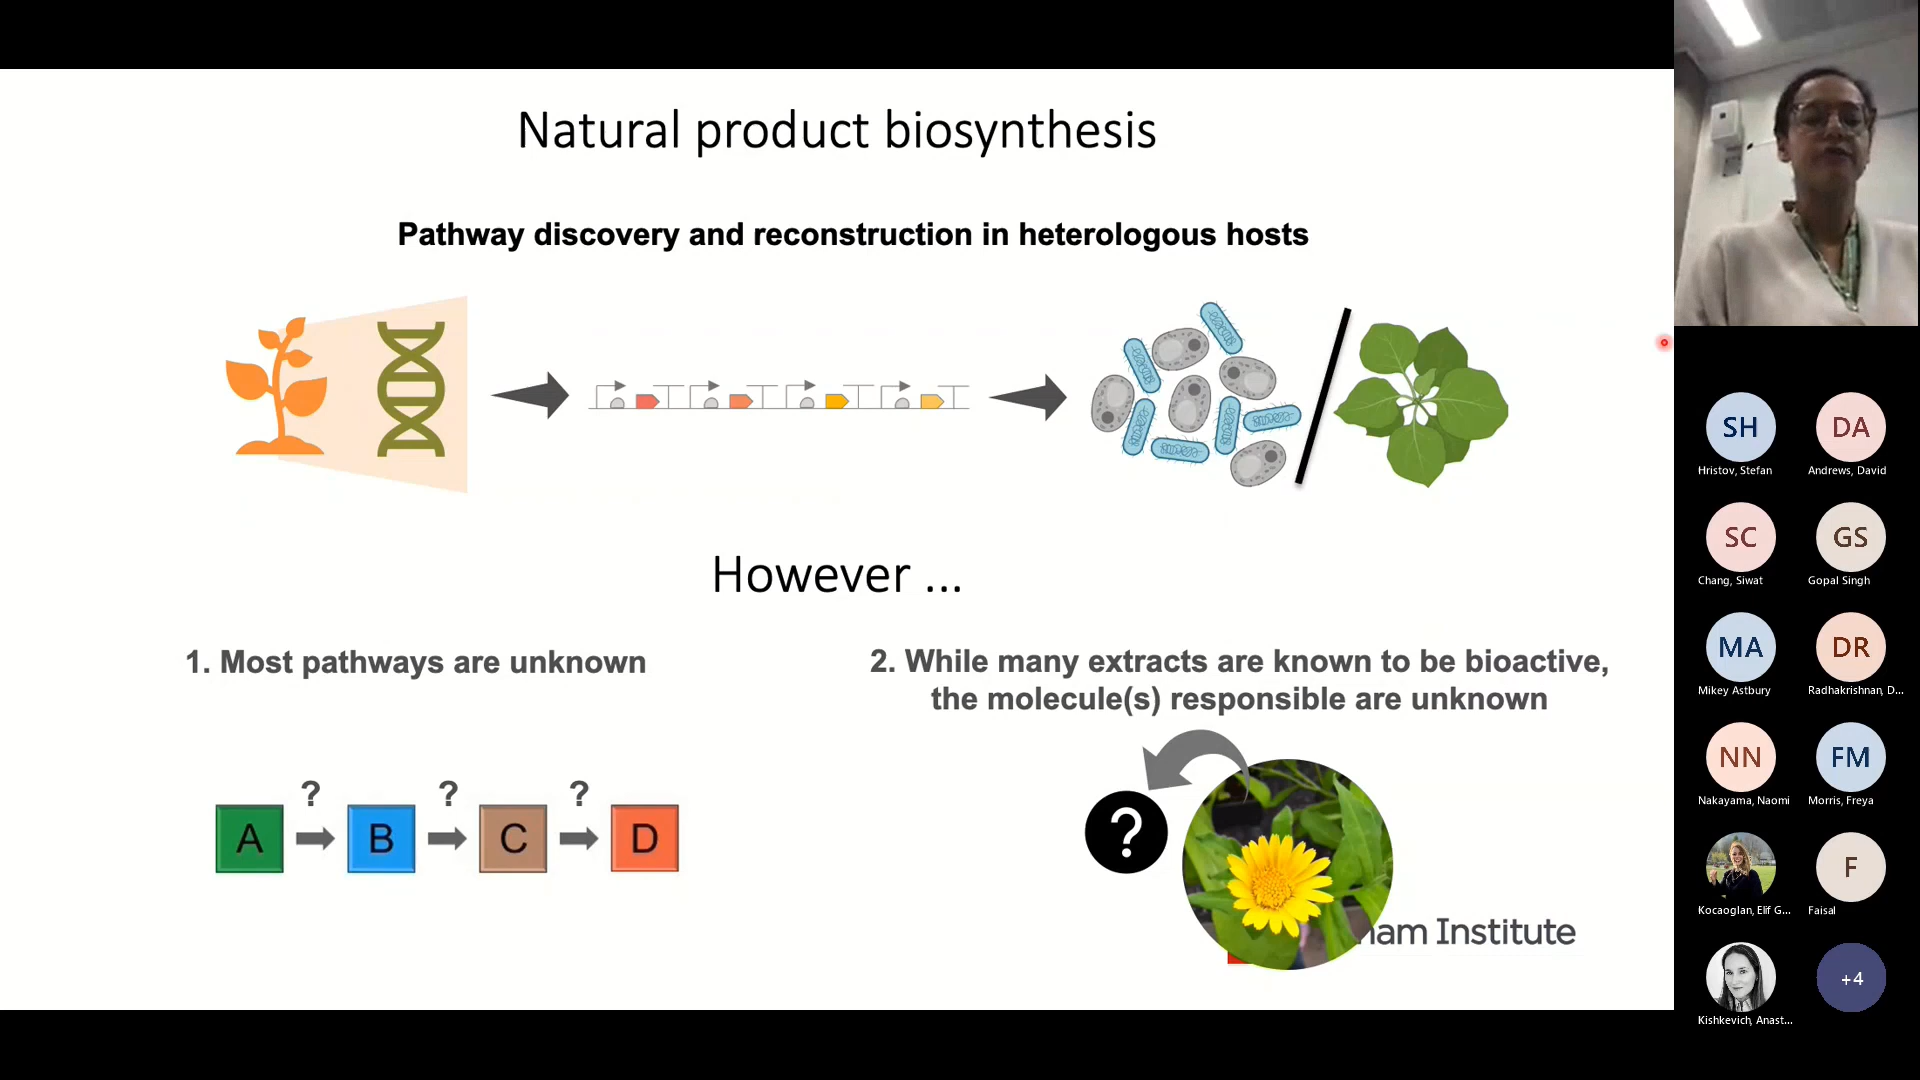 Natural product biosynthesis
Pathway discovery and reconstruction in heterologous hosts
However ...
1. Most pathways are unknown
2. While many extracts are known to be bioactive,
the molecule(s) responsible are unknown
? ? ?
A B C D
?
ham Institute
SH DA
Hristov, Stefan Andrews, David
SC GS
Chang, Siwat Gopal Singh
MA DR
Mikey Astbury Radhakrishnan, D...
NN FM
Nakayama, Naomi Morris, Freya
F
Kocaoglan, Elif G... Faisal
+4
Kishkevich, Anast...